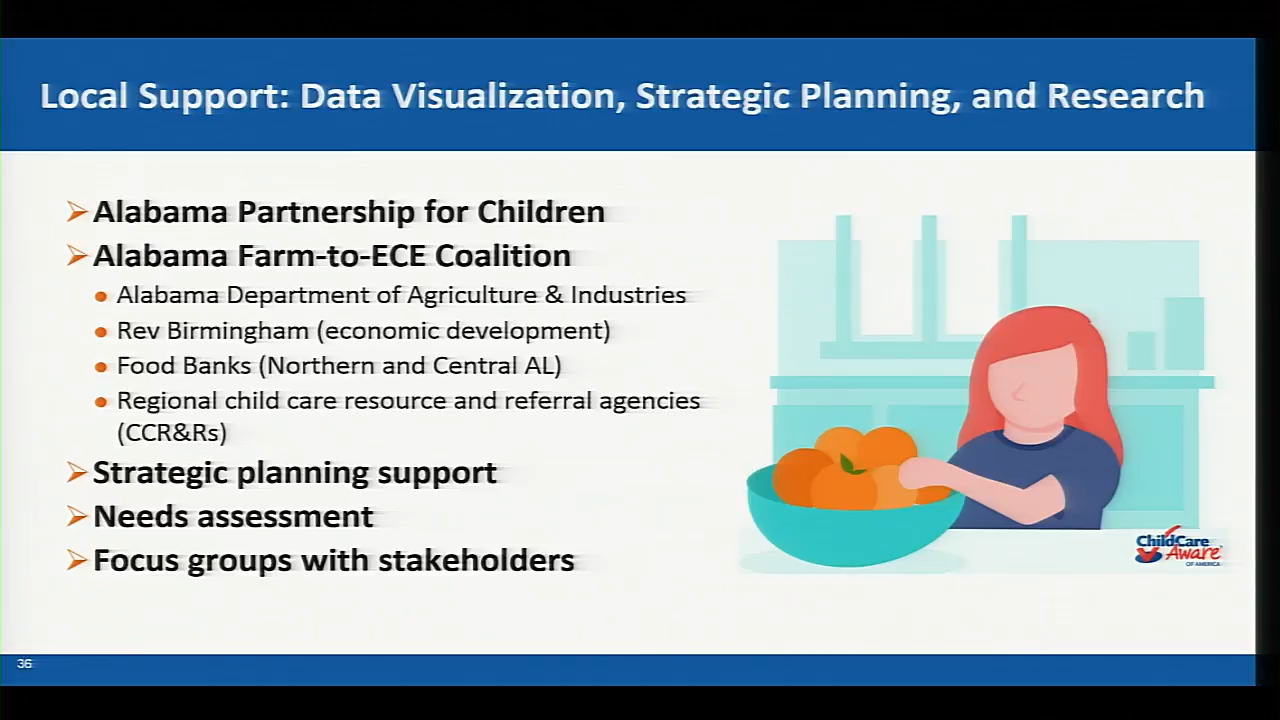 Local Support: Data Visualization, Strategic Planning, and Research
Alabama Partnership for Children
Alabama Farm-to-ECE Coalition
Alabama Department of Agriculture & Industries
Rev Birmingham (economic development)
Food Banks (Northern and Central AL)
Regional child care resource and referral agencies
(CCR&Rs)
Strategic planning support
Needs assessment
Focus groups with stakeholders
ChildCare
Aware
OF AMERICA
36